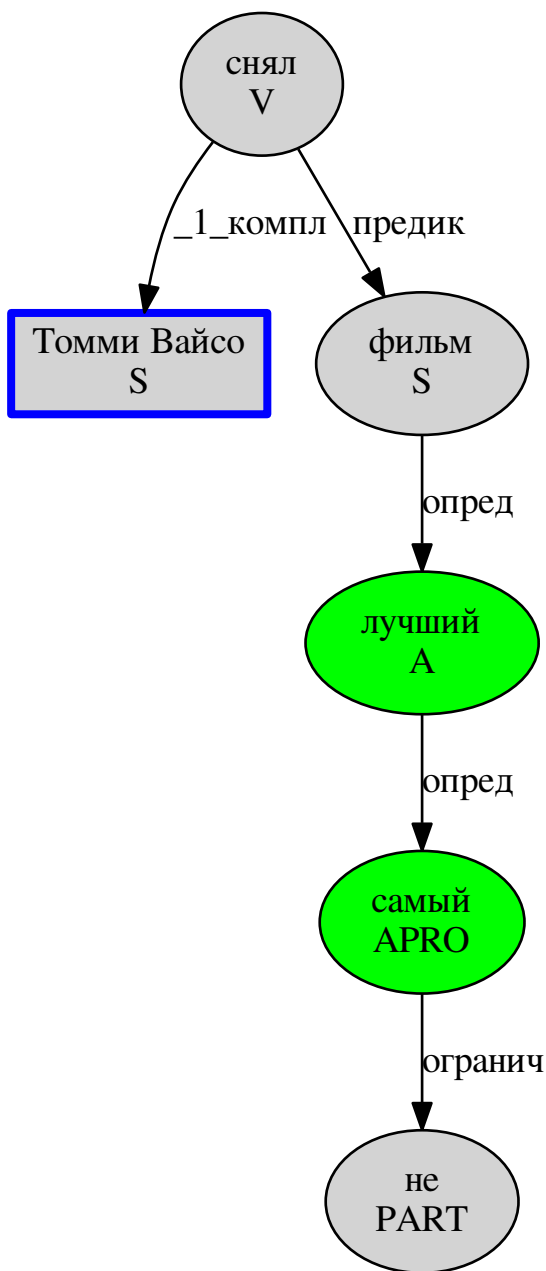 снял
V
_1_компл
предик
Томми Вайсо
S
фильм
S
опред
лучший
A
опред
самый
APRO
огранич
не
PART